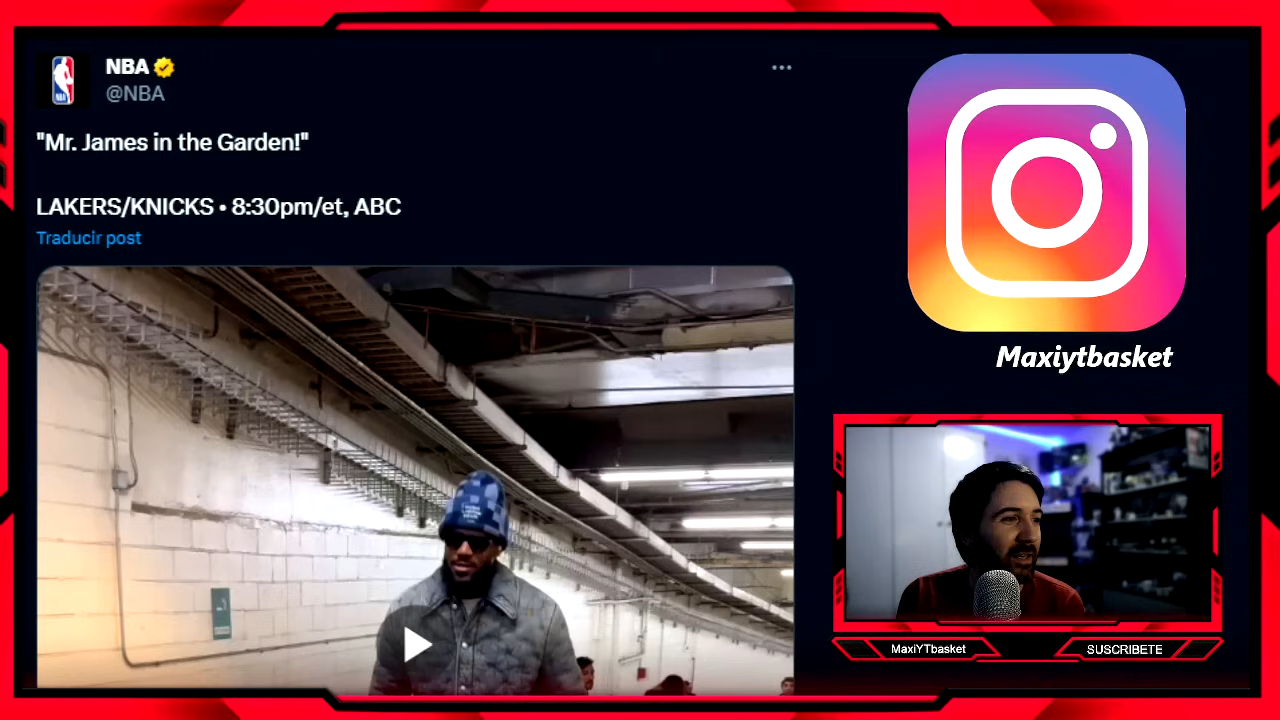 NBA
@NBA
"Mr. James in the Garden!"
LAKERS/KNICKS • 8:30pm/et, ABC
Traducir post
Maxiytbasket
MaxiYTbasket
SUSCRIBETE